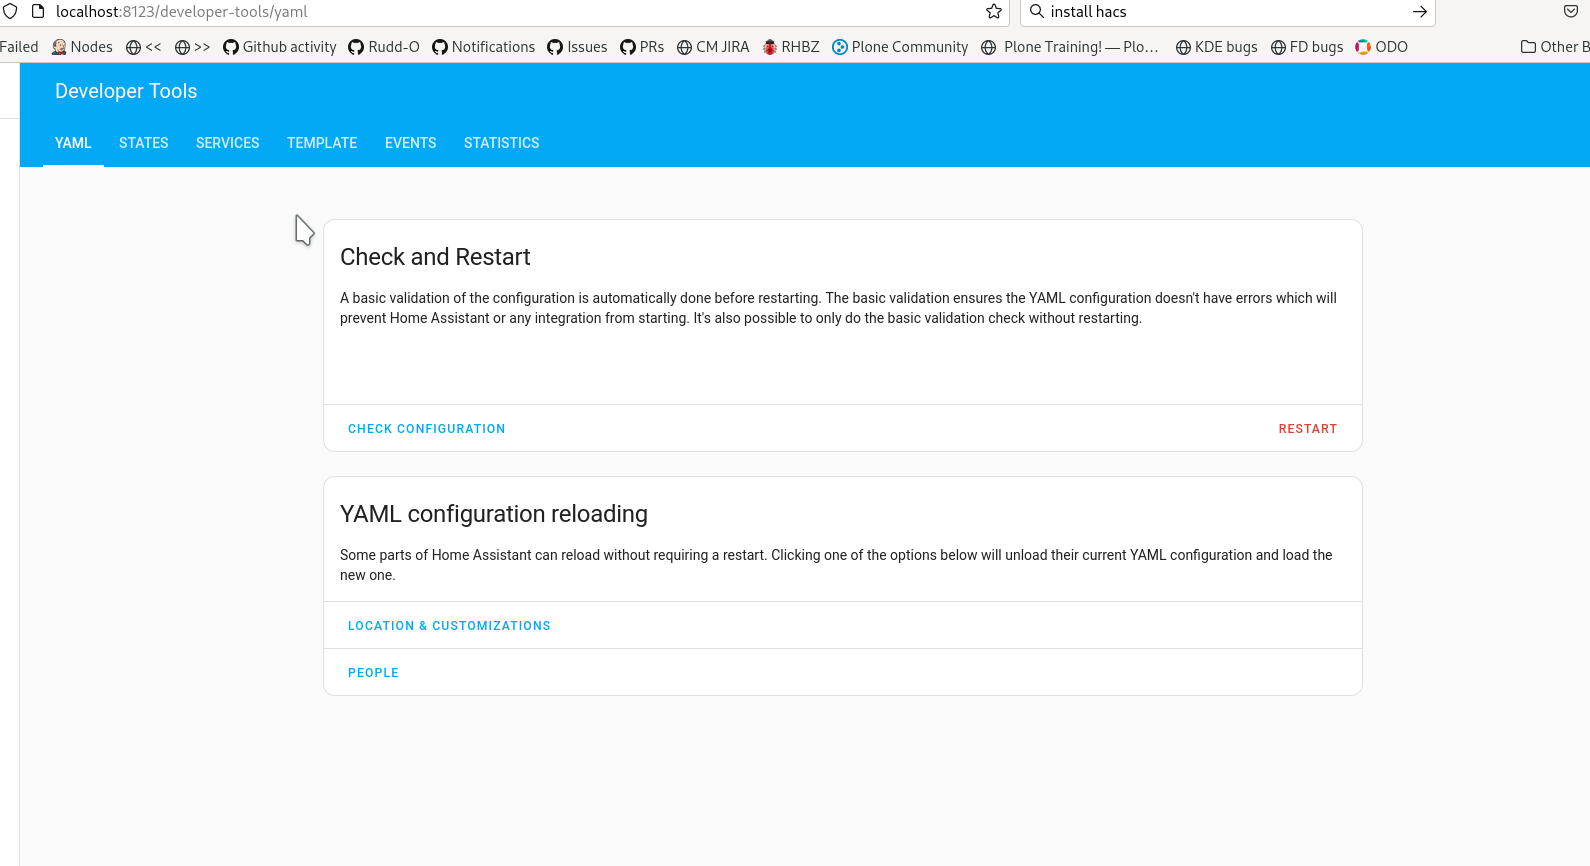 localhost:8123/developer-tools/yaml
install hacs
Failed Nodes << >> Github activity Rudd-O Notifications Issues PRs CM JIRA RHBZ Plone Community Plone Training! — Plo… KDE bugs FD bugs ODO Other B
Developer Tools
YAML STATES SERVICES TEMPLATE EVENTS STATISTICS
Check and Restart
A basic validation of the configuration is automatically done before restarting. The basic validation ensures the YAML configuration doesn't have errors which will
prevent Home Assistant or any integration from starting. It's also possible to only do the basic validation check without restarting.
CHECK CONFIGURATION RESTART
YAML configuration reloading
Some parts of Home Assistant can reload without requiring a restart. Clicking one of the options below will unload their current YAML configuration and load the
new one.
LOCATION & CUSTOMIZATIONS
PEOPLE